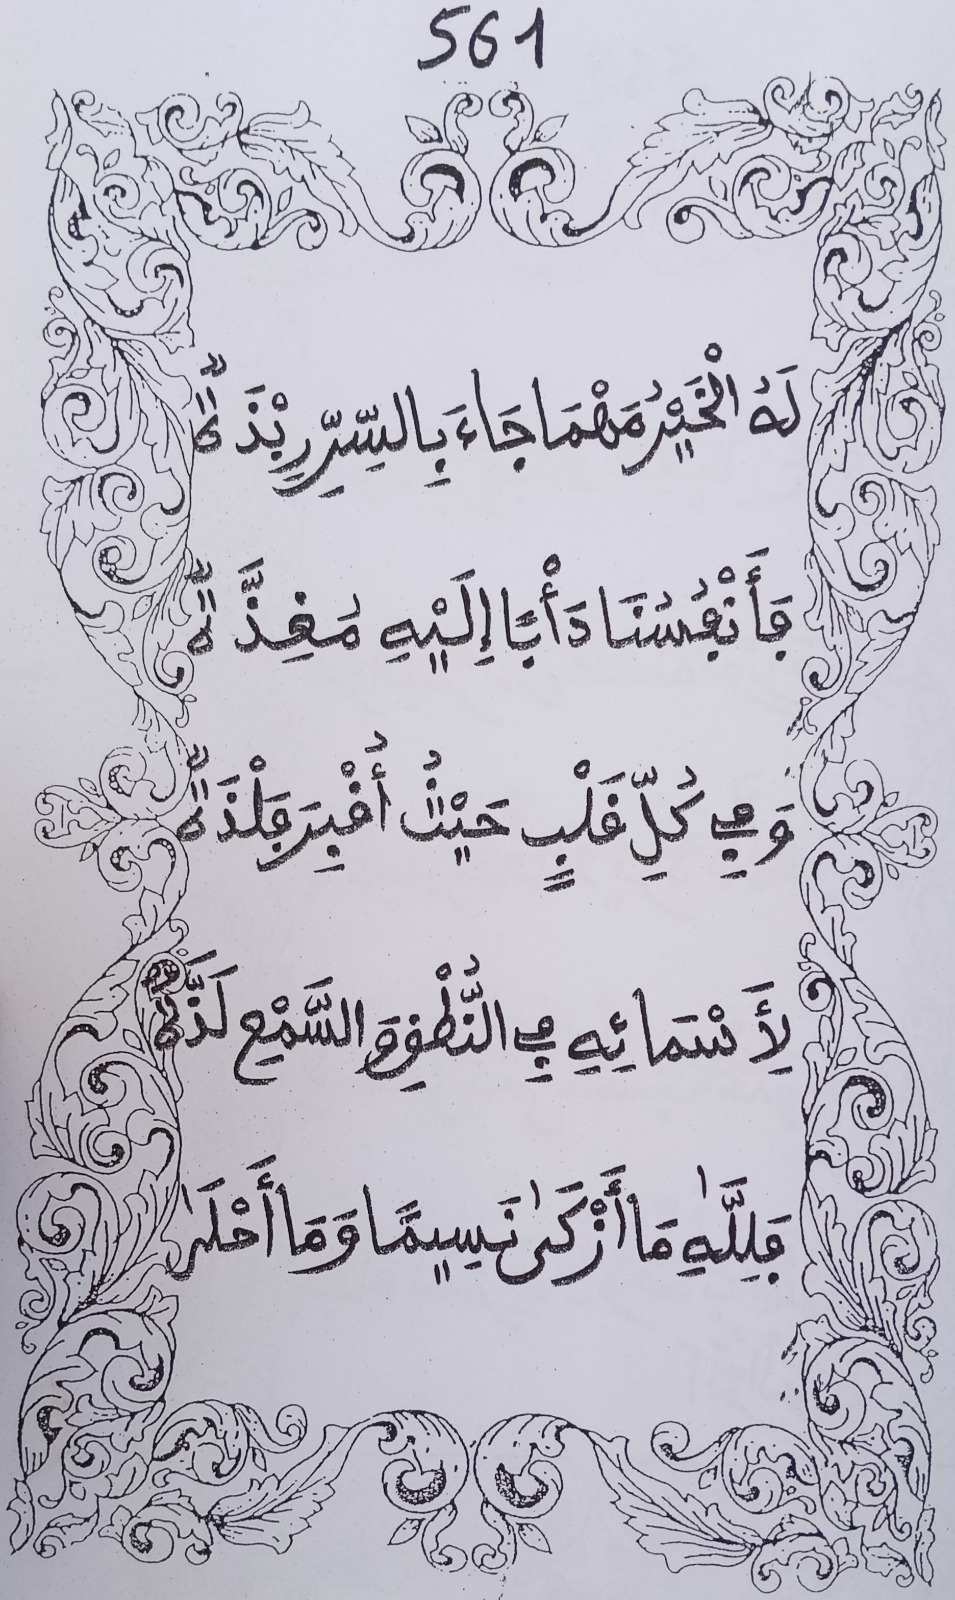 561
لَهُ الْخَيْرُ مَهْمَا جَاءَ بِالسِّرِّ رِبْذَةٌ
فَأَنْفُسُنَا دَأْبًا إِلَيْهِ مُغِذَّةٌ
وَفِي كُلِّ قَلْبٍ حَيْثُ أُقْبِرَ فِلْذَةٌ
لِأَسْمَائِهِ فِي النُّطْقِ وَالسَّمْعِ لَذَّةٌ
فَلِلَّهِ مَا أَزْكَىٰ نَسِيمًا وَمَا أَحْلَىٰ